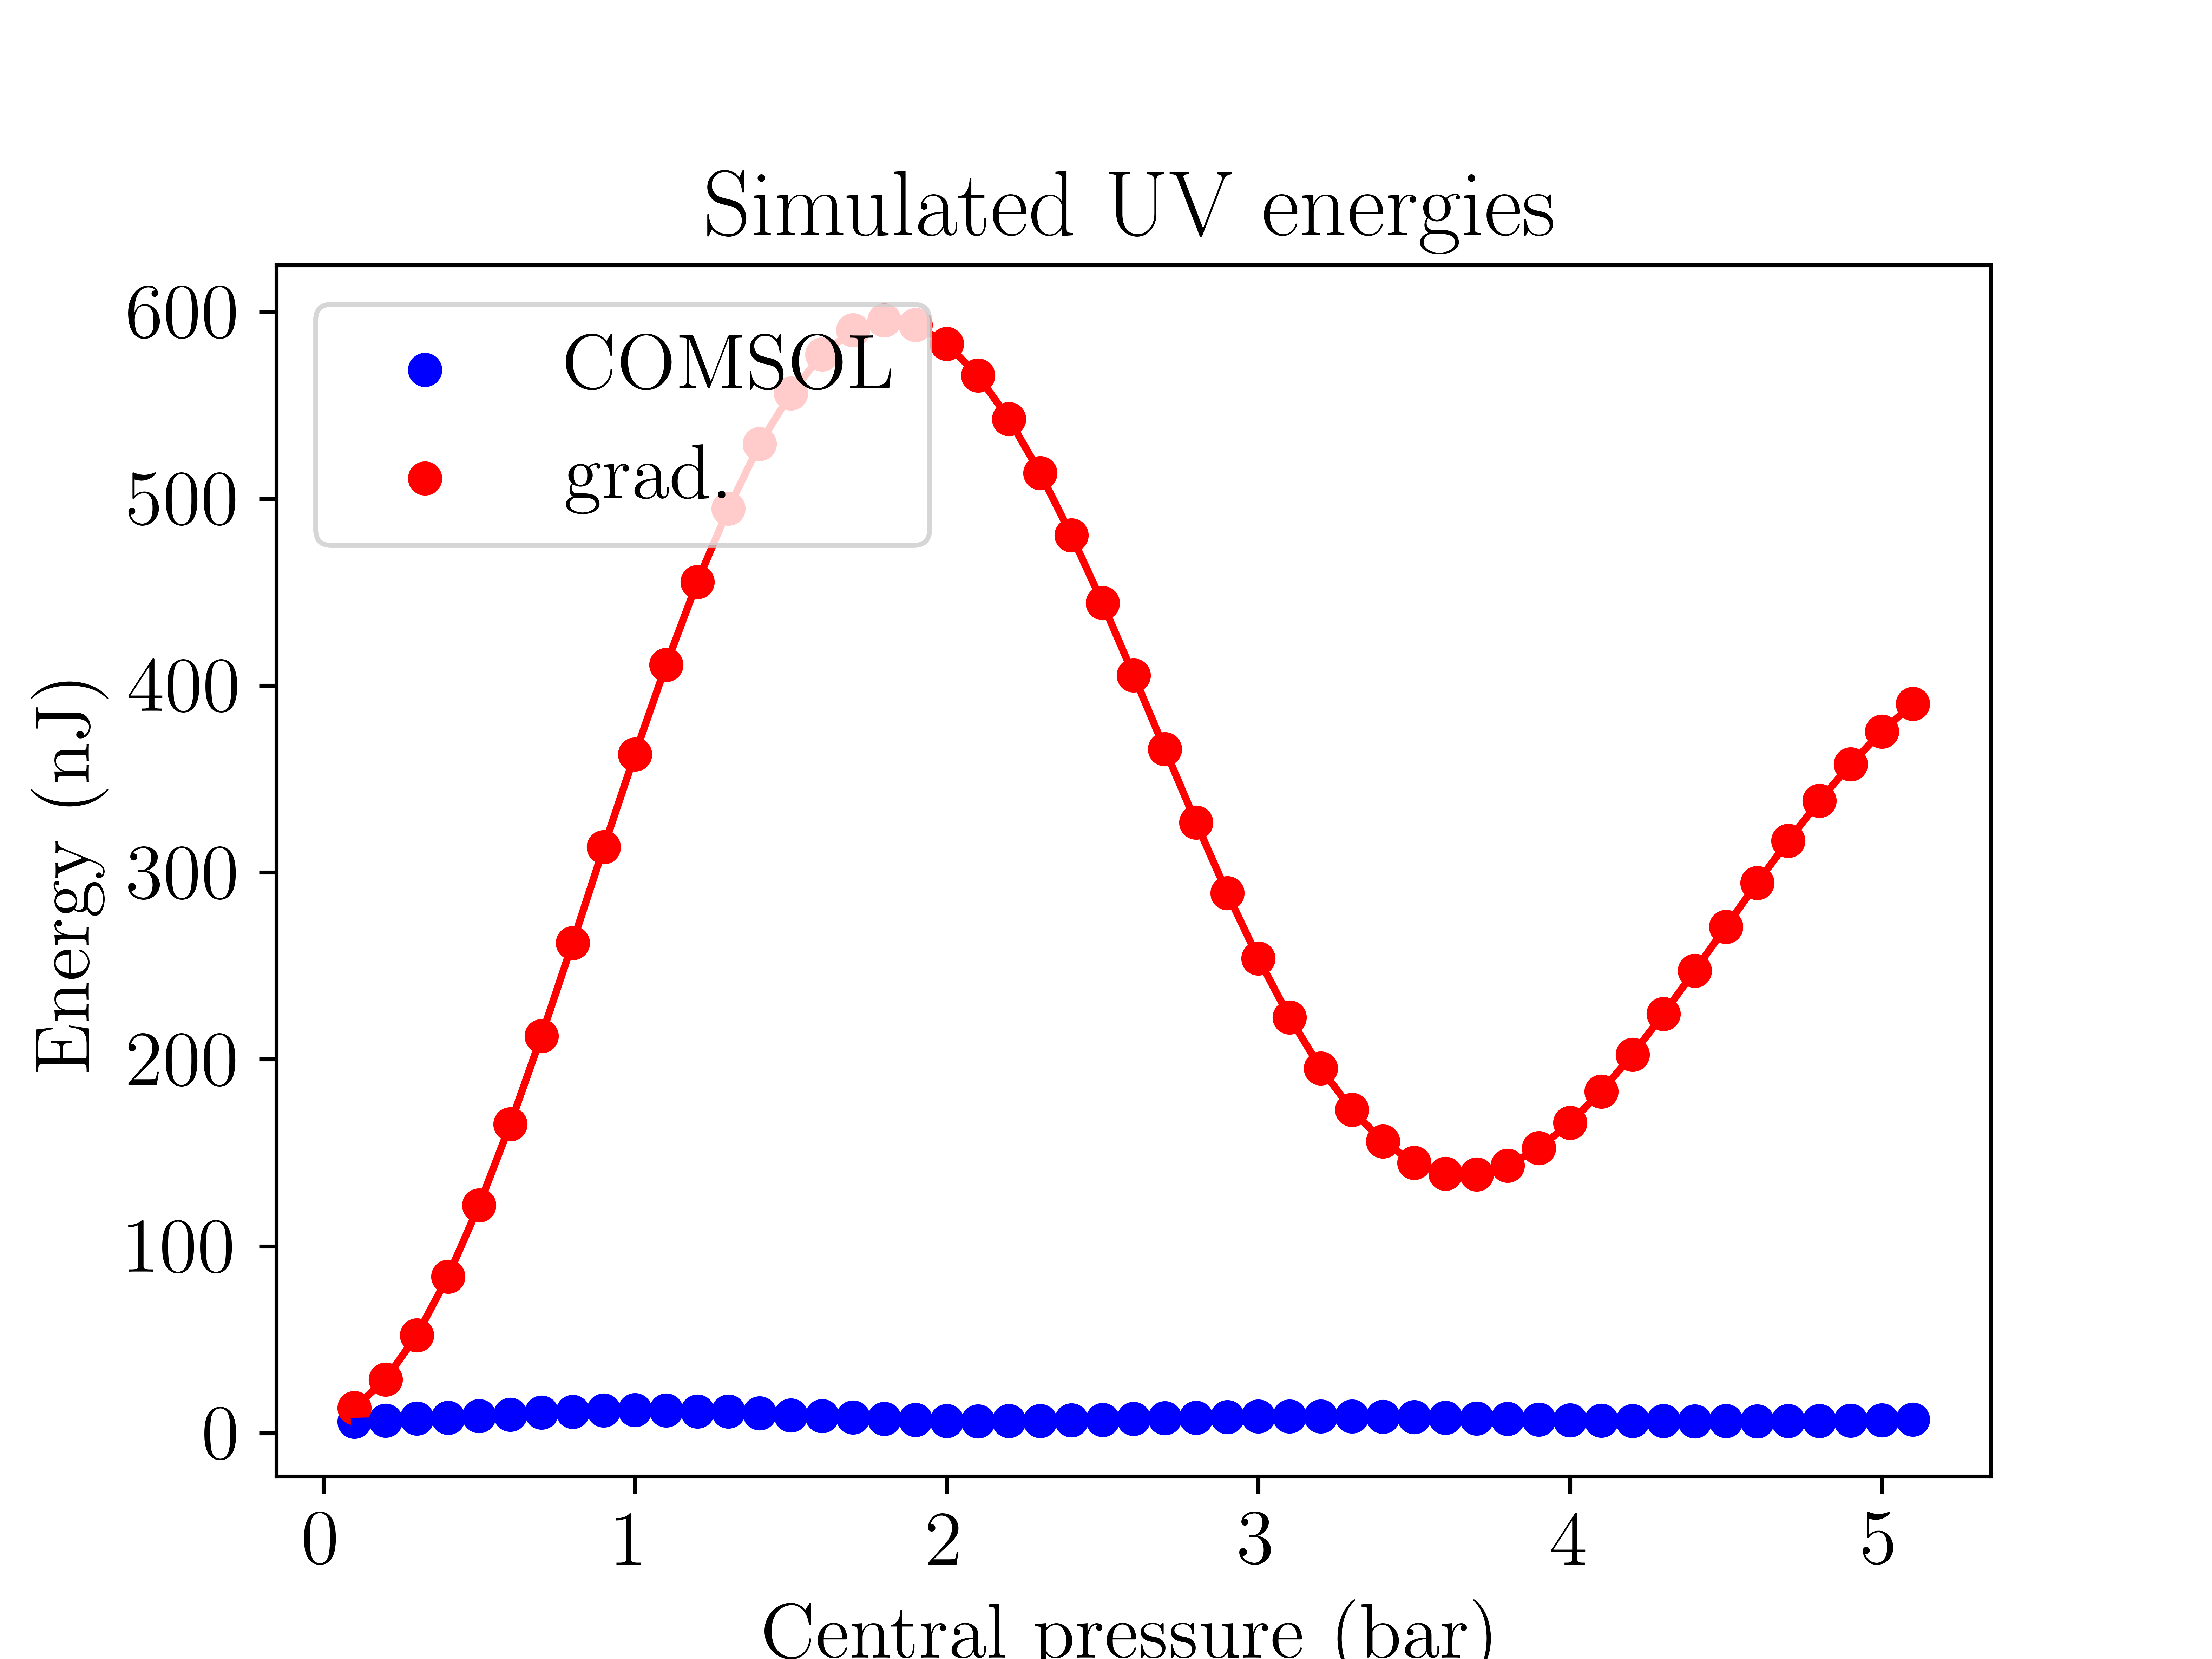 Simulated UV energies
600
500
400
300
200
100
0
Energy (nJ)
COMSOL
grad.
0 1 2 3 4 5
Central pressure (bar)